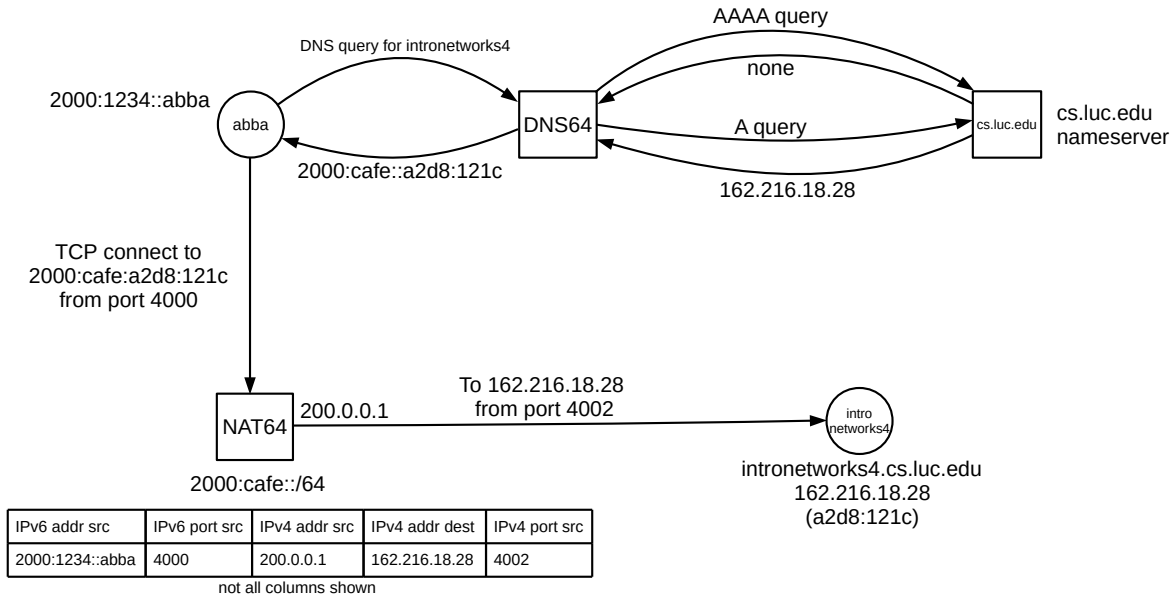 AAAA query
DNS query for intronetworks4
none
2000:1234::abba
abba
DNS64
A query
cs.luc.edu
cs.luc.edu
nameserver
2000:cafe::a2d8:121c
162.216.18.28
TCP connect to
2000:cafe:a2d8:121c
from port 4000
NAT64
200.0.0.1
To 162.216.18.28
from port 4002
intro
networks4
2000:cafe::/64
intronetworks4.cs.luc.edu
162.216.18.28
(a2d8:121c)
IPv6 addr src IPv6 port src IPv4 addr src IPv4 addr dest IPv4 port src
2000:1234::abba 4000 200.0.0.1 162.216.18.28 4002
not all columns shown